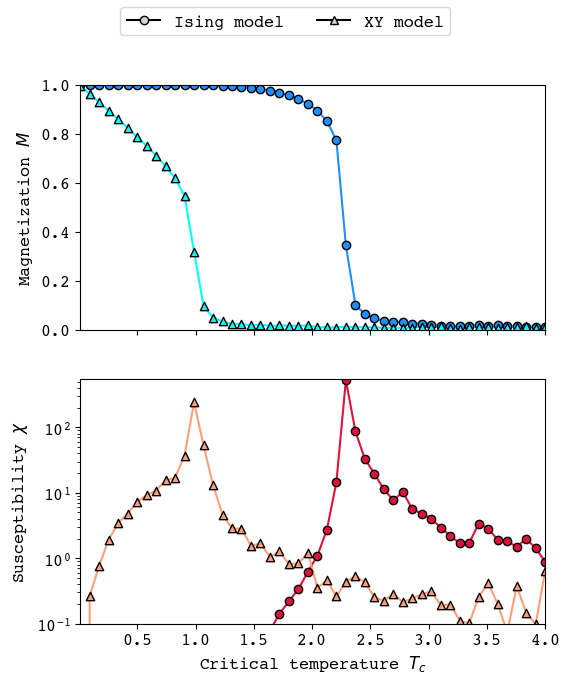 Ising model XY model
1.0
0.8
0.6
0.4
0.2
0.0
Magnetization M
10²
10¹
10⁰
10⁻¹
Susceptibility χ
0.5 1.0 1.5 2.0 2.5 3.0 3.5 4.0
Critical temperature T_c